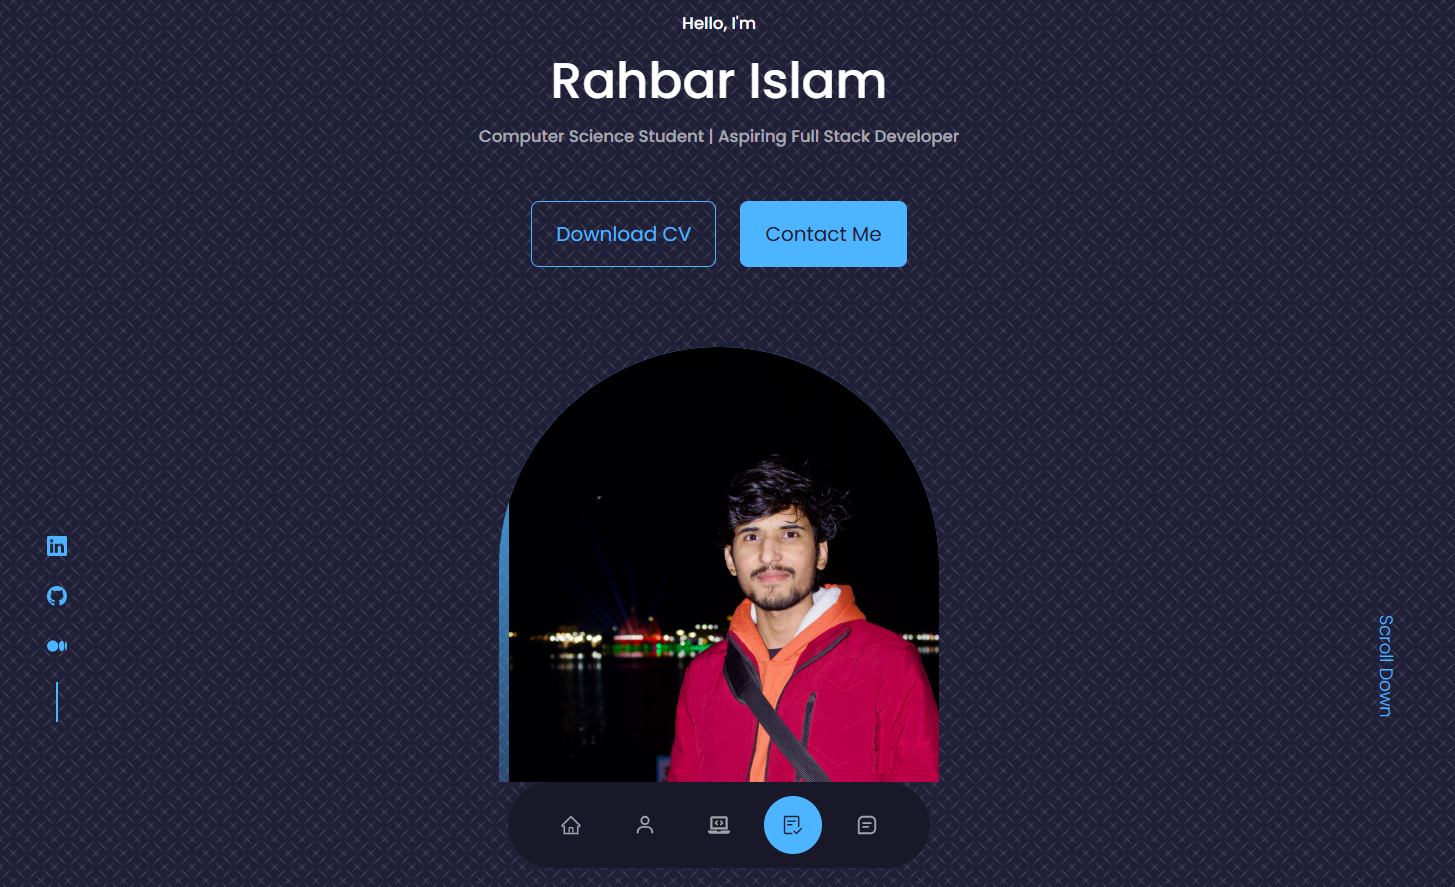 Hello, I'm
Rahbar Islam
Computer Science Student | Aspiring Full Stack Developer
Download CV
Contact Me
Scroll Down